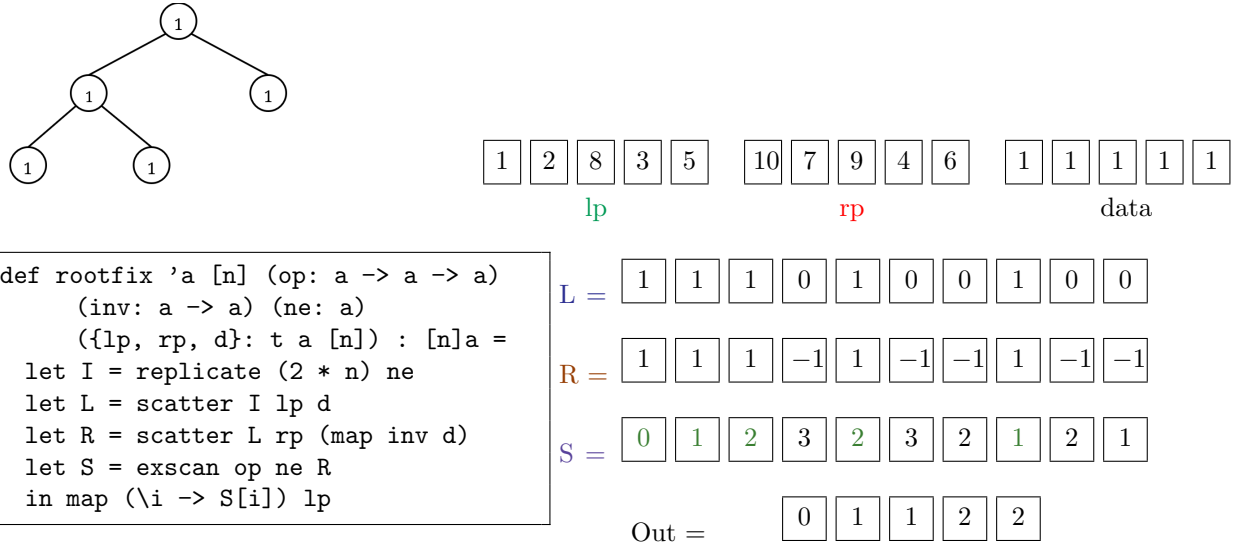 1
1 1
1 1
1 2 8 3 5 10 7 9 4 6 1 1 1 1 1
lp rp data
def rootfix 'a [n] (op: a -> a -> a)
(inv: a -> a) (ne: a)
({lp, rp, d}: t a [n]) : [n]a =
let I = replicate (2 * n) ne
let L = scatter I lp d
let R = scatter L rp (map inv d)
let S = exscan op ne R
in map (\i -> S[i]) lp
L = 1 1 1 0 1 0 0 1 0 0
R = 1 1 1 −1 1 −1 −1 1 −1 −1
S = 0 1 2 3 2 3 2 1 2 1
Out = 0 1 1 2 2